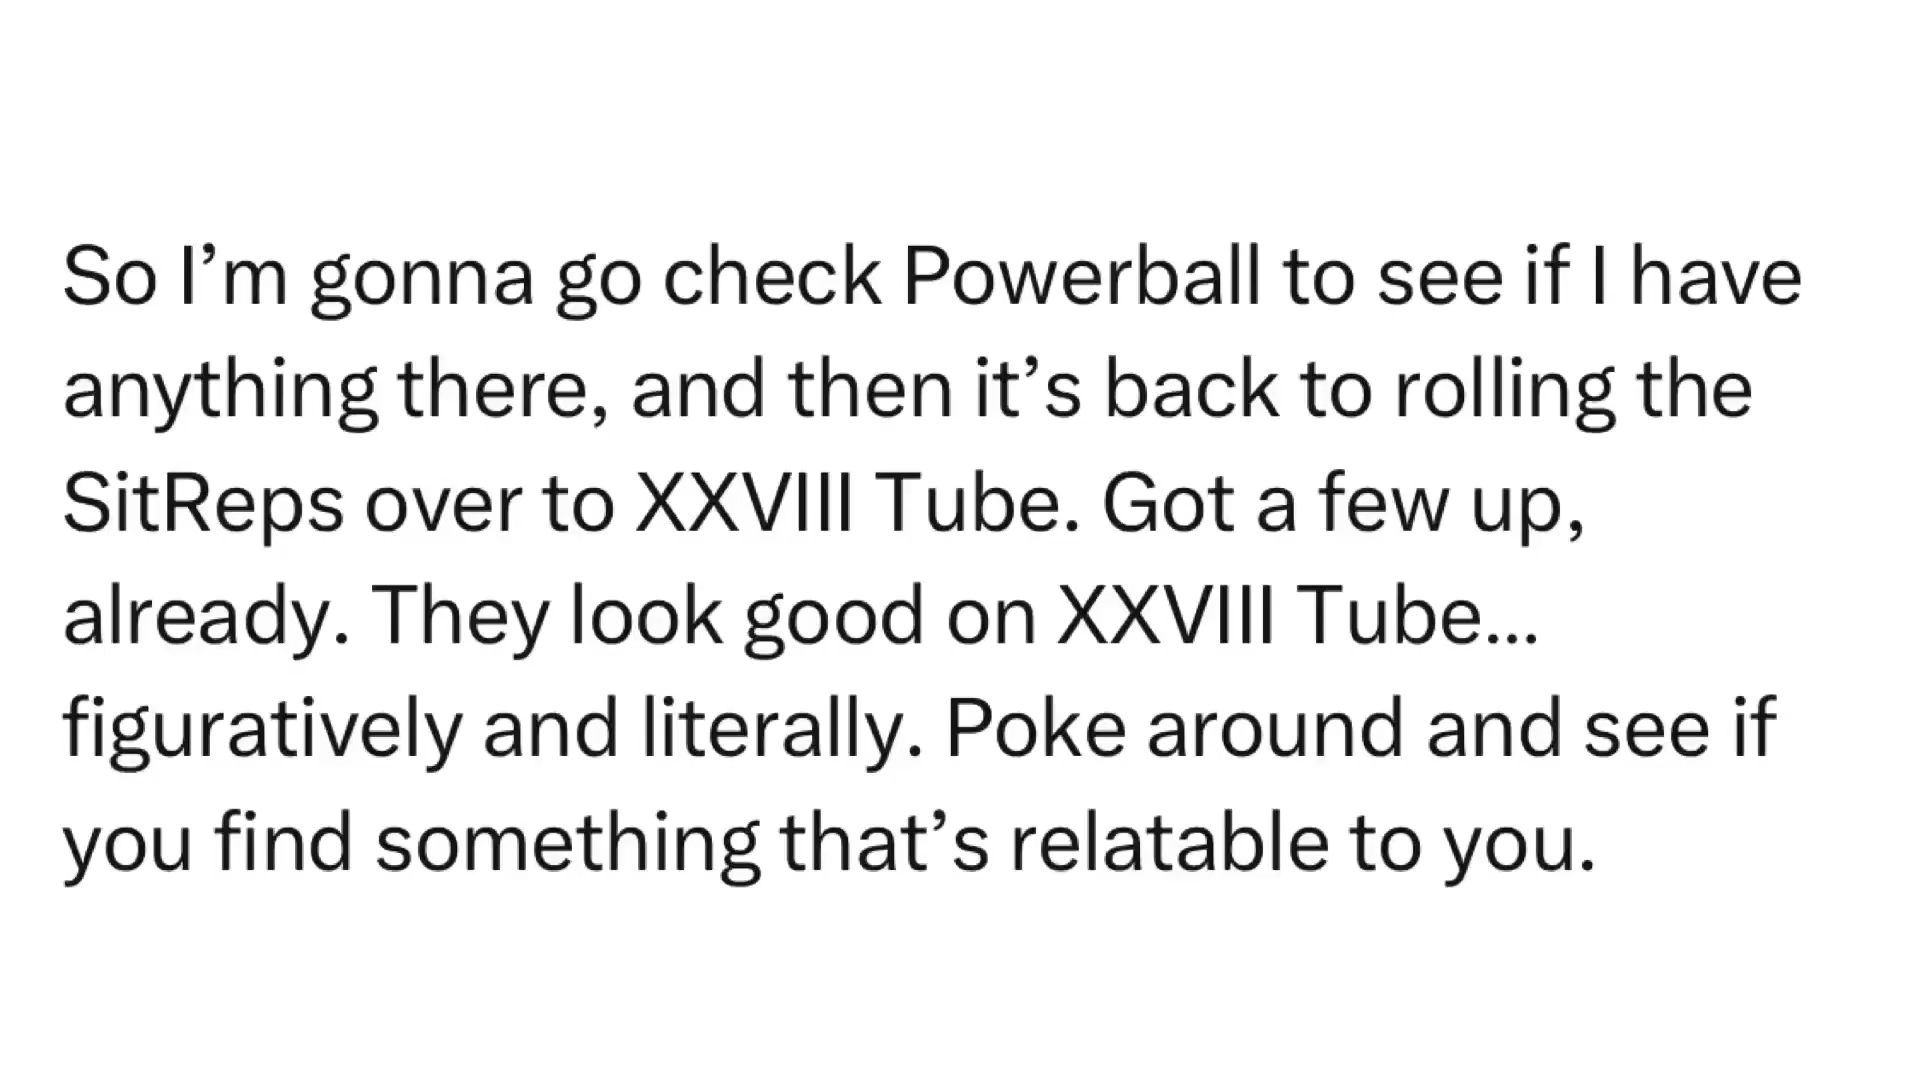 So I’m gonna go check Powerball to see if I have
anything there, and then it’s back to rolling the
SitReps over to XXVIII Tube. Got a few up,
already. They look good on XXVIII Tube...
figuratively and literally. Poke around and see if
you find something that’s relatable to you.